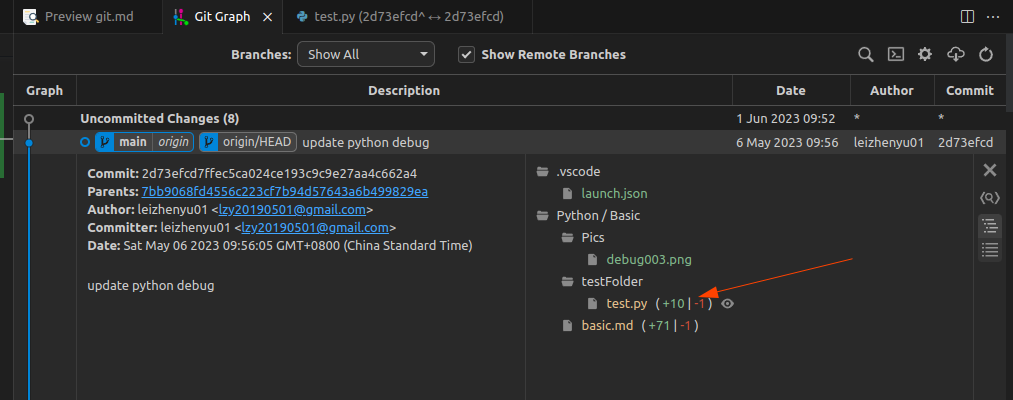 Preview git.md
Git Graph
test.py (2d73efcd^ ↔ 2d73efcd)
Branches: Show All
Show Remote Branches
Graph Description Date Author Commit
Uncommitted Changes (8) 1 Jun 2023 09:52 * *
main origin origin/HEAD update python debug 6 May 2023 09:56 leizhenyu01 2d73efcd
Commit: 2d73efcd7ffec5ca024ce193c9c9e27aa4c662a4
Parents: 7bb9068fd4556c223cf7b94d57643a6b499829ea
Author: leizhenyu01 <lzy20190501@gmail.com>
Committer: leizhenyu01 <lzy20190501@gmail.com>
Date: Sat May 06 2023 09:56:05 GMT+0800 (China Standard Time)
update python debug
.vscode
launch.json
Python / Basic
Pics
debug003.png
testFolder
test.py (+10|-1)
basic.md (+71|-1)